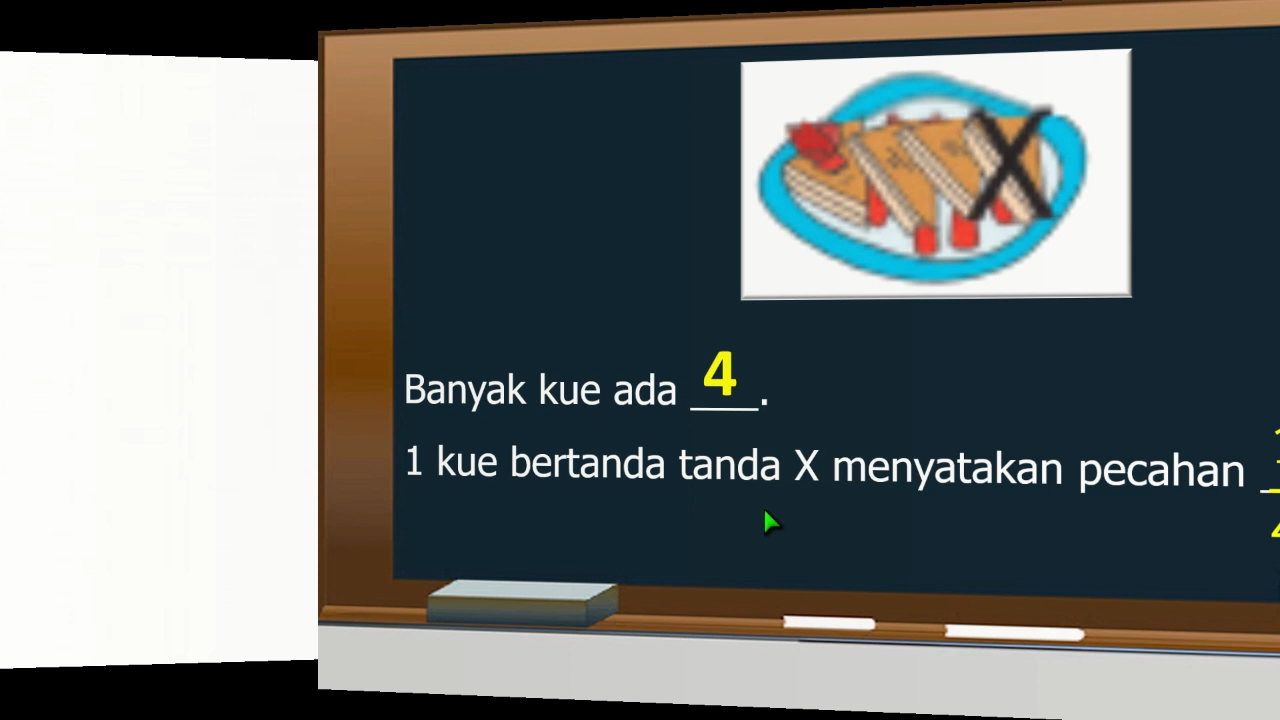 X
Banyak kue ada 4.
1 kue bertanda tanda X menyatakan pecahan